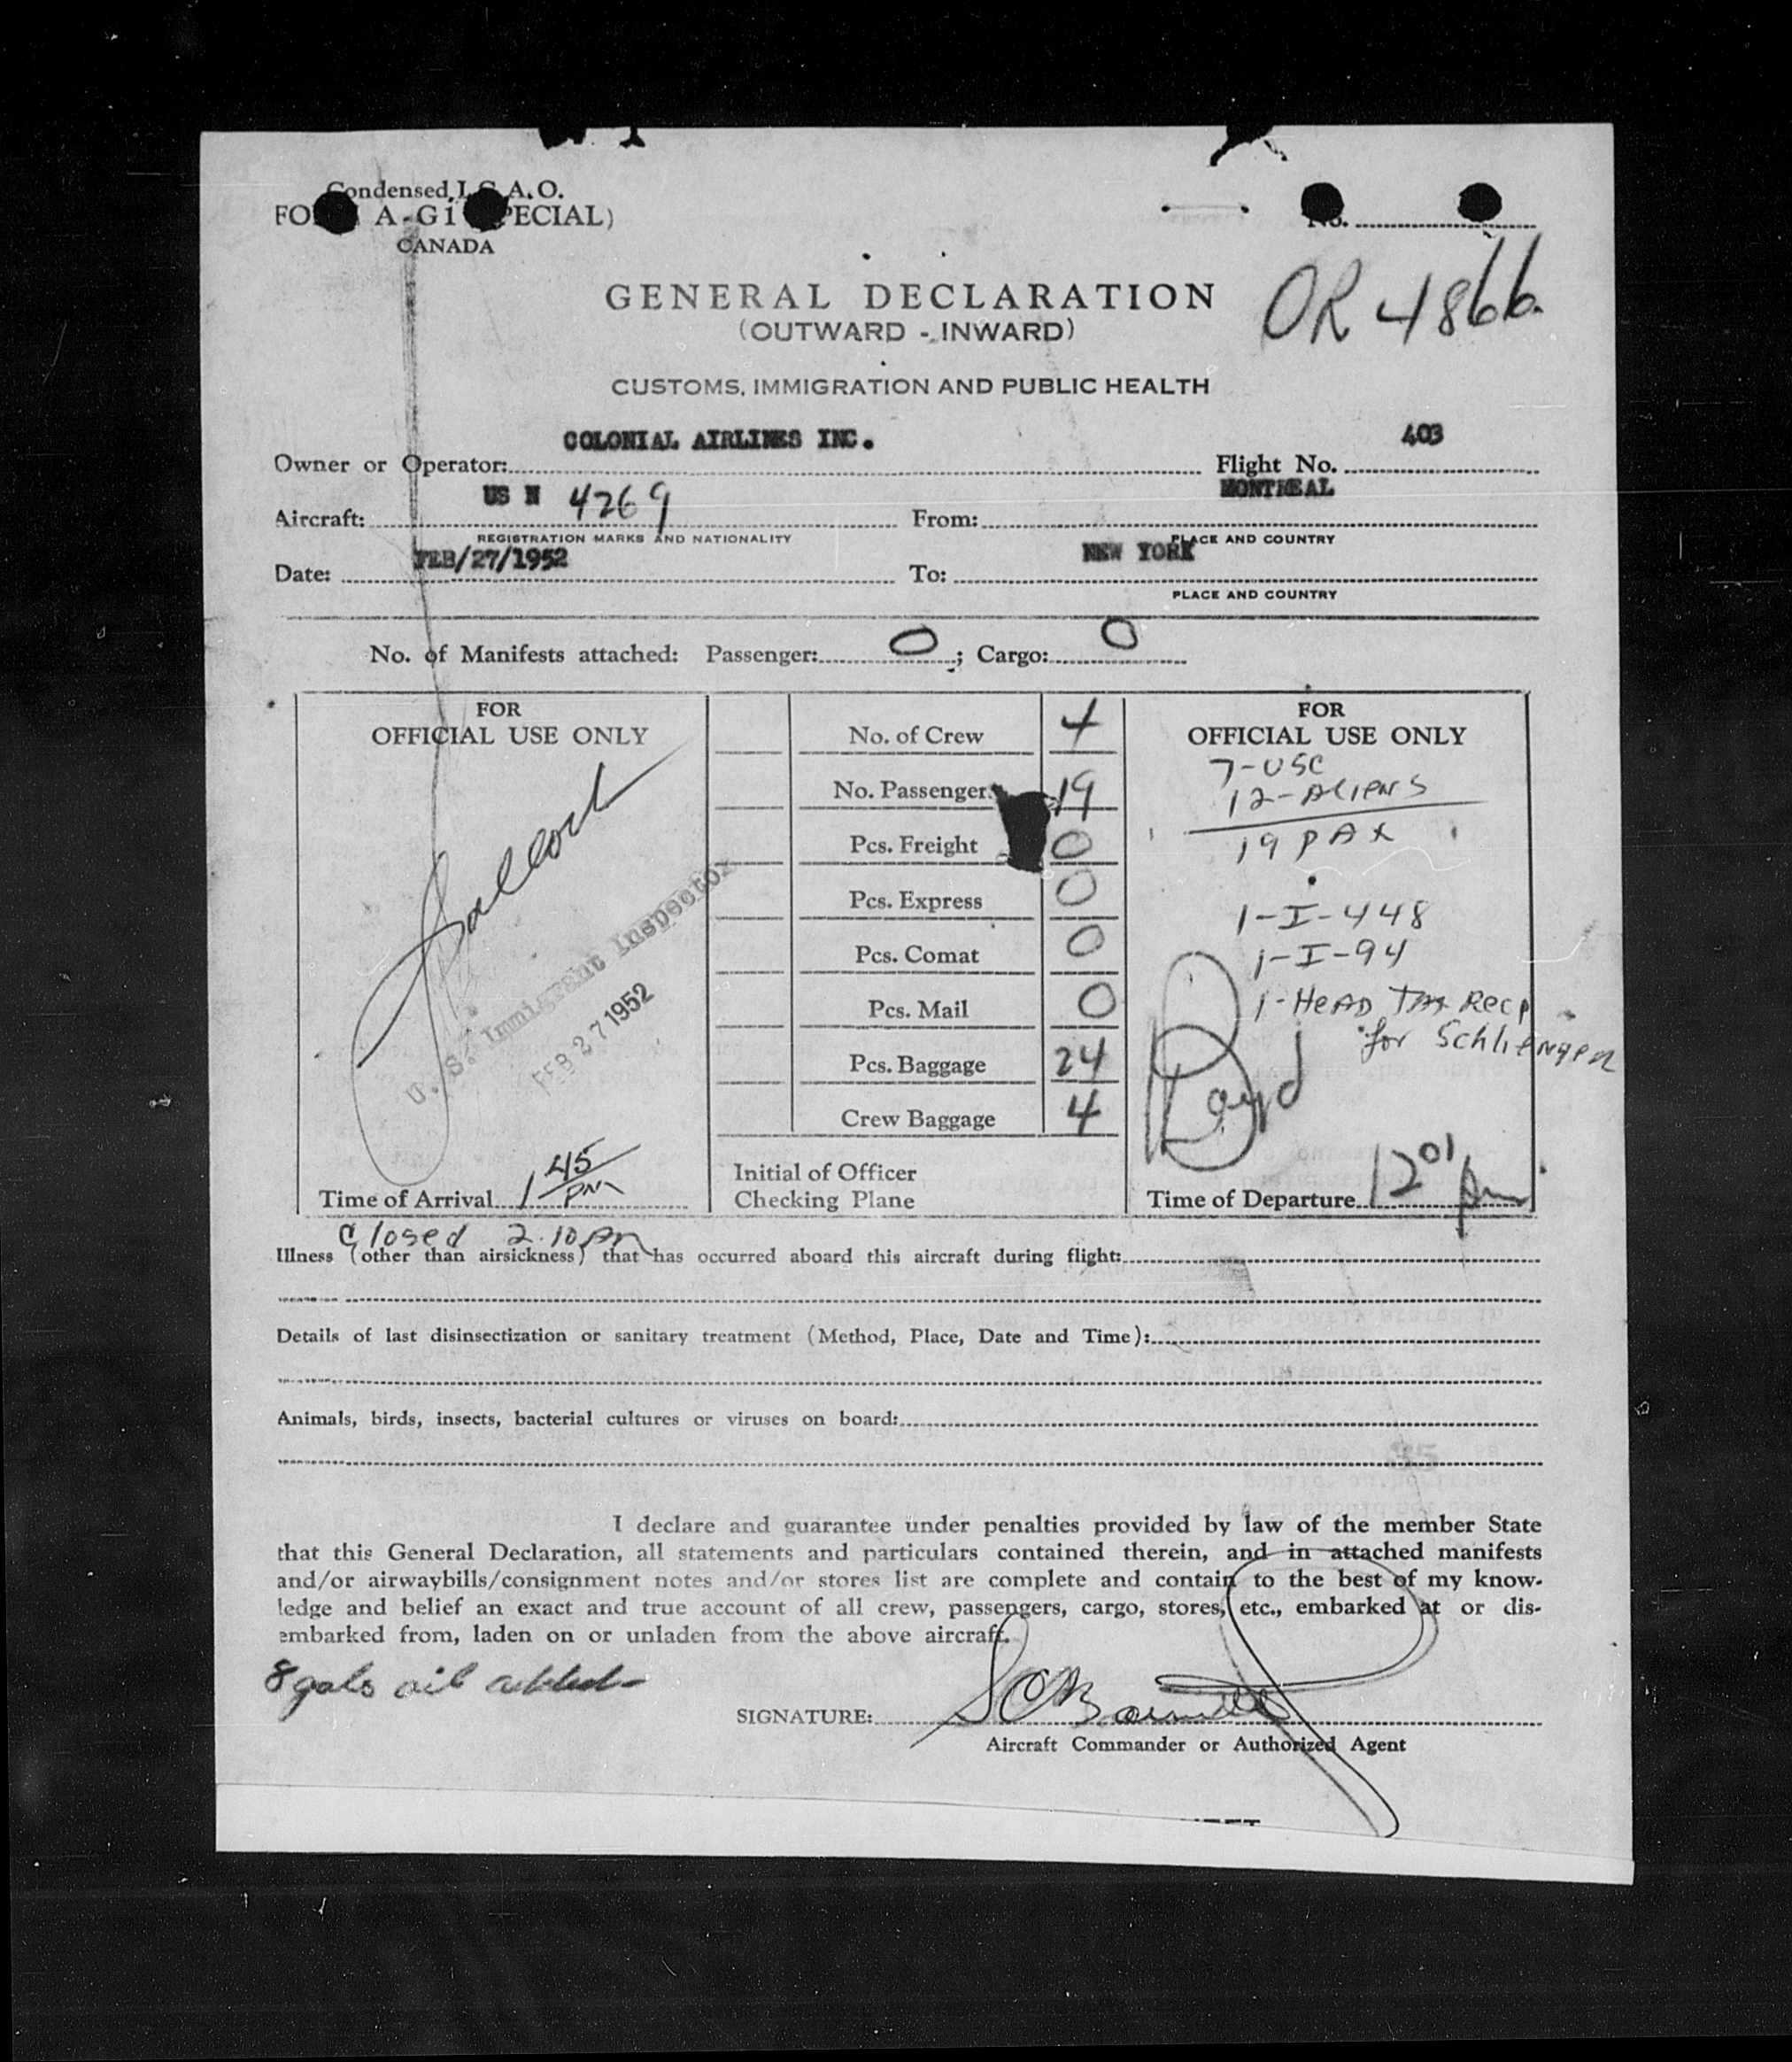 Condensed I.C.A.O.
FORM A-G1 (SPECIAL)
CANADA
No.
OR 4866
GENERAL DECLARATION
(OUTWARD - INWARD)
CUSTOMS, IMMIGRATION AND PUBLIC HEALTH
Owner or Operator: COLONIAL AIRLINES INC. Flight No. 403
Aircraft: US N 4269 From: MONTREAL
REGISTRATION MARKS AND NATIONALITY PLACE AND COUNTRY
Date: FEB/27/1952 To: NEW YORK
PLACE AND COUNTRY
No. of Manifests attached: Passenger: 0; Cargo: 0
FOR
OFFICIAL USE ONLY
U. S. Immigrant Inspector
FEB 27 1952
Time of Arrival 1 45 PM
Closed 2.10 pm
No. of Crew 4
No. Passengers 19
Pcs. Freight 0
Pcs. Express 0
Pcs. Comat 0
Pcs. Mail 0
Pcs. Baggage 24
Crew Baggage 4
Initial of Officer
Checking Plane
FOR
OFFICIAL USE ONLY
7-USC
12-ALIENS
19 PAX
1-I-448
1-I-94
1-HEAD TAX Recp
for
Boyd
Time of Departure 12 01 pm
Illness (other than airsickness) that has occurred aboard this aircraft during flight:
Details of last disinsectization or sanitary treatment (Method, Place, Date and Time):
Animals, birds, insects, bacterial cultures or viruses on board:
I declare and guarantee under penalties provided by law of the member State
that this General Declaration, all statements and particulars contained therein, and in attached manifests
and/or airwaybills/consignment notes and/or stores list are complete and contain to the best of my know-
ledge and belief an exact and true account of all crew, passengers, cargo, stores, etc., embarked at or dis-
embarked from, laden on or unladen from the above aircraft.
8 gals oil added
SIGNATURE:
Aircraft Commander or Authorized Agent